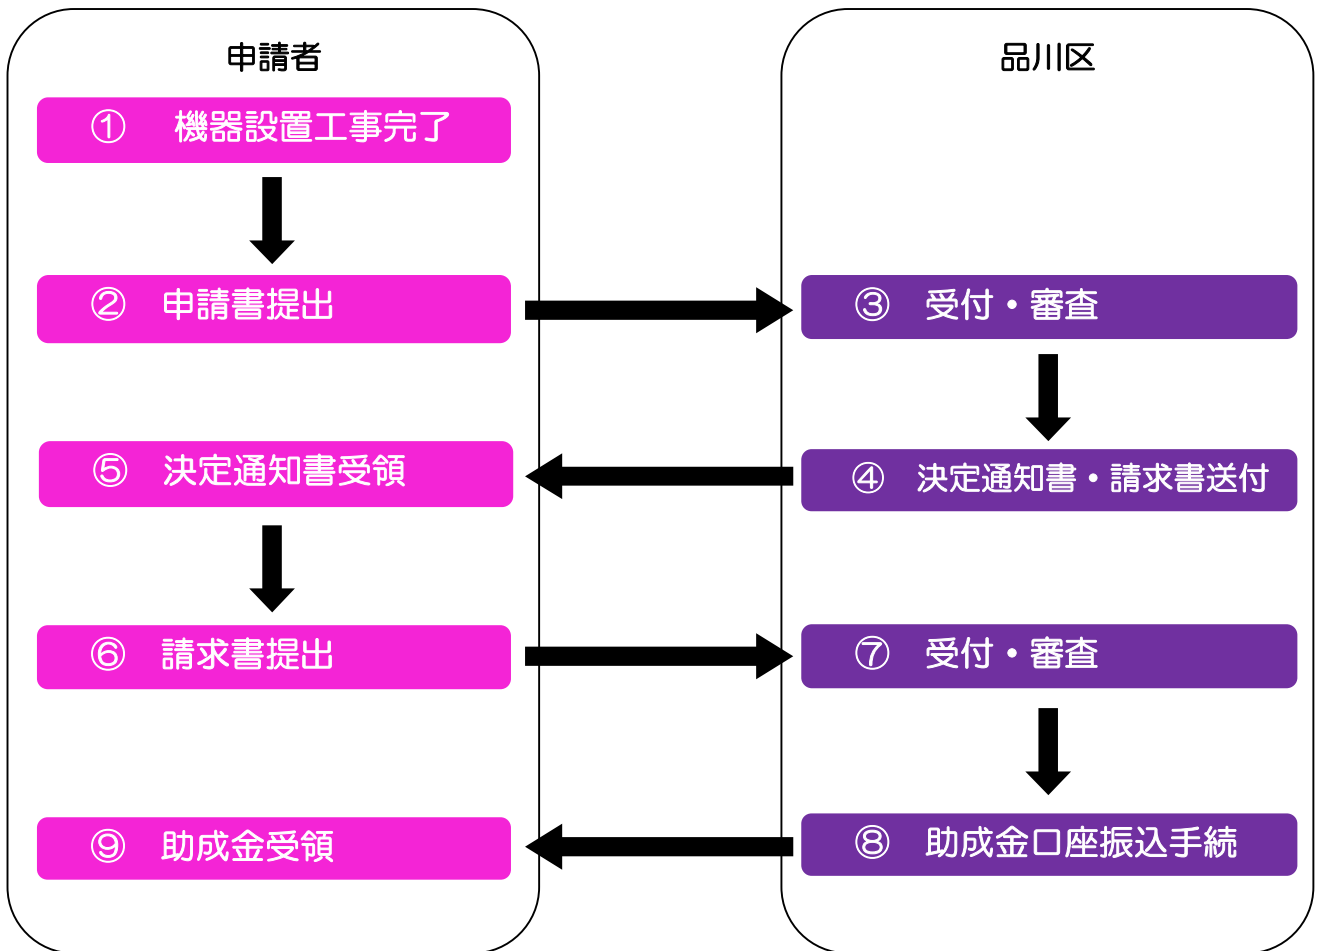 申請者
品川区
① 機器設置工事完了
② 申請書提出
③ 受付・審査
④ 決定通知書・請求書送付
⑤ 決定通知書受領
⑥ 請求書提出
⑦ 受付・審査
⑧ 助成金口座振込手続
⑨ 助成金受領